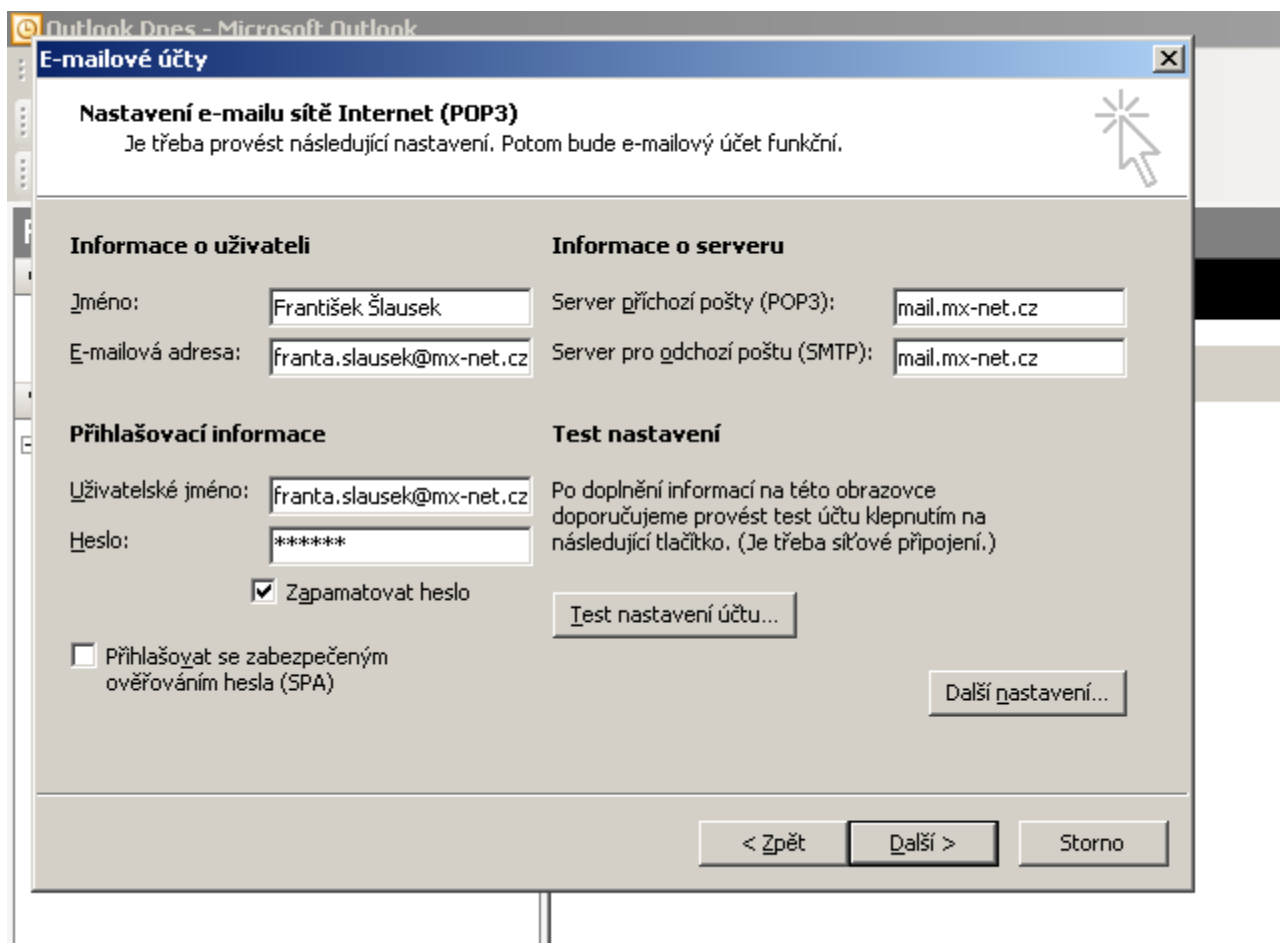 Outlook Dnes - Microsoft Outlook
E-mailové účty
Nastavení e-mailu sítě Internet (POP3)
Je třeba provést následující nastavení. Potom bude e-mailový účet funkční.
Informace o uživateli
Jméno: František Šlausek
E-mailová adresa: franta.slausek@mx-net.cz
Informace o serveru
Server příchozí pošty (POP3): mail.mx-net.cz
Server pro odchozí poštu (SMTP): mail.mx-net.cz
Přihlašovací informace
Uživatelské jméno: franta.slausek@mx-net.cz
Heslo: ******
Zapamatovat heslo
Přihlašovat se zabezpečeným
ověřováním hesla (SPA)
Test nastavení
Po doplnění informací na této obrazovce
doporučujeme provést test účtu klepnutím na
následující tlačítko. (Je třeba síťové připojení.)
Test nastavení účtu...
Další nastavení...
< Zpět
Další >
Storno